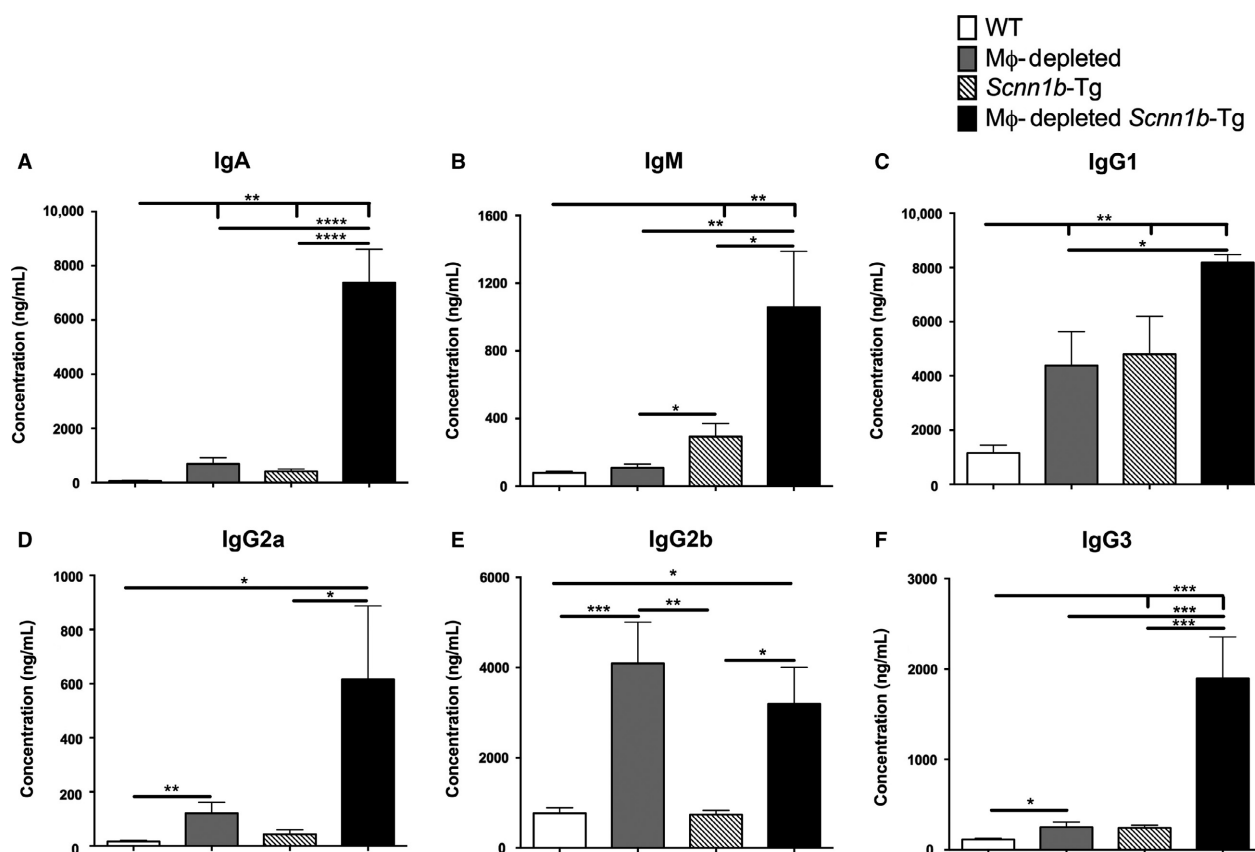 WT
Mϕ-depleted
Scnn1b-Tg
Mϕ-depleted Scnn1b-Tg
A
IgA
Concentration (ng/mL)
10,000
8000
6000
4000
2000
0
**
****
****
B
IgM
Concentration (ng/mL)
1600
1200
800
400
0
**
**
*
*
C
IgG1
Concentration (ng/mL)
10,000
8000
6000
4000
2000
0
**
*
D
IgG2a
Concentration (ng/mL)
1000
800
600
400
200
0
*
*
**
E
IgG2b
Concentration (ng/mL)
6000
4000
2000
0
*
***
**
*
F
IgG3
Concentration (ng/mL)
3000
2000
1000
0
***
***
***
*